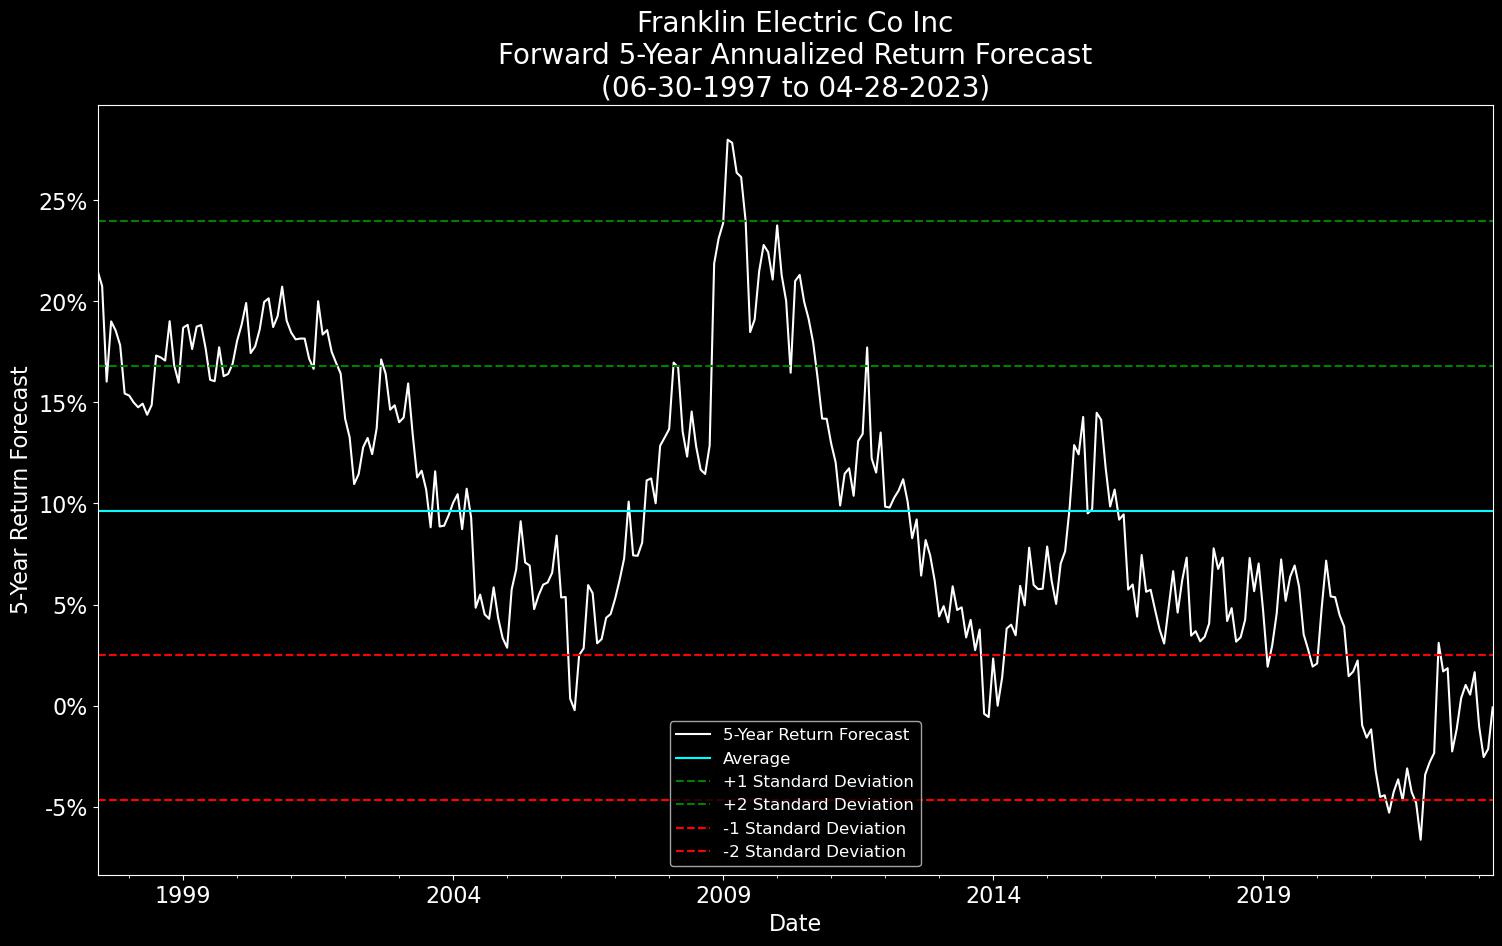 Franklin Electric Co Inc
Forward 5-Year Annualized Return Forecast
(06-30-1997 to 04-28-2023)
5-Year Return Forecast
25%
20%
15%
10%
5%
0%
-5%
5-Year Return Forecast
Average
+1 Standard Deviation
+2 Standard Deviation
-1 Standard Deviation
-2 Standard Deviation
1999 2004 2009 2014 2019
Date